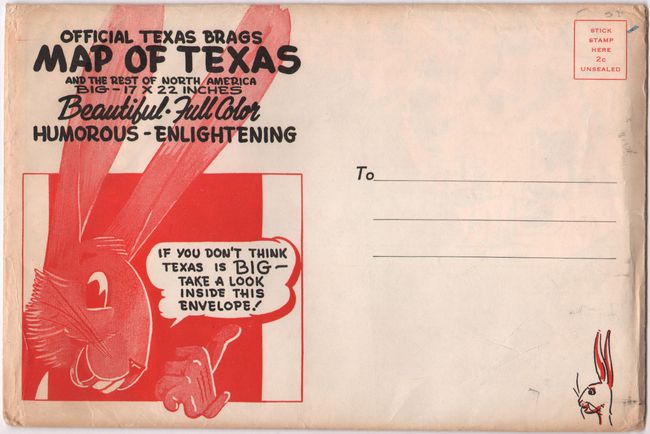 OFFICIAL TEXAS BRAGS
MAP OF TEXAS
AND THE REST OF NORTH AMERICA
BIG - 17 X 22 INCHES
Beautiful · Full Color
HUMOROUS - ENLIGHTENING
IF YOU DON'T THINK
TEXAS IS BIG—
TAKE A LOOK
INSIDE THIS
ENVELOPE!
STICK
STAMP
HERE
2c
UNSEALED
To